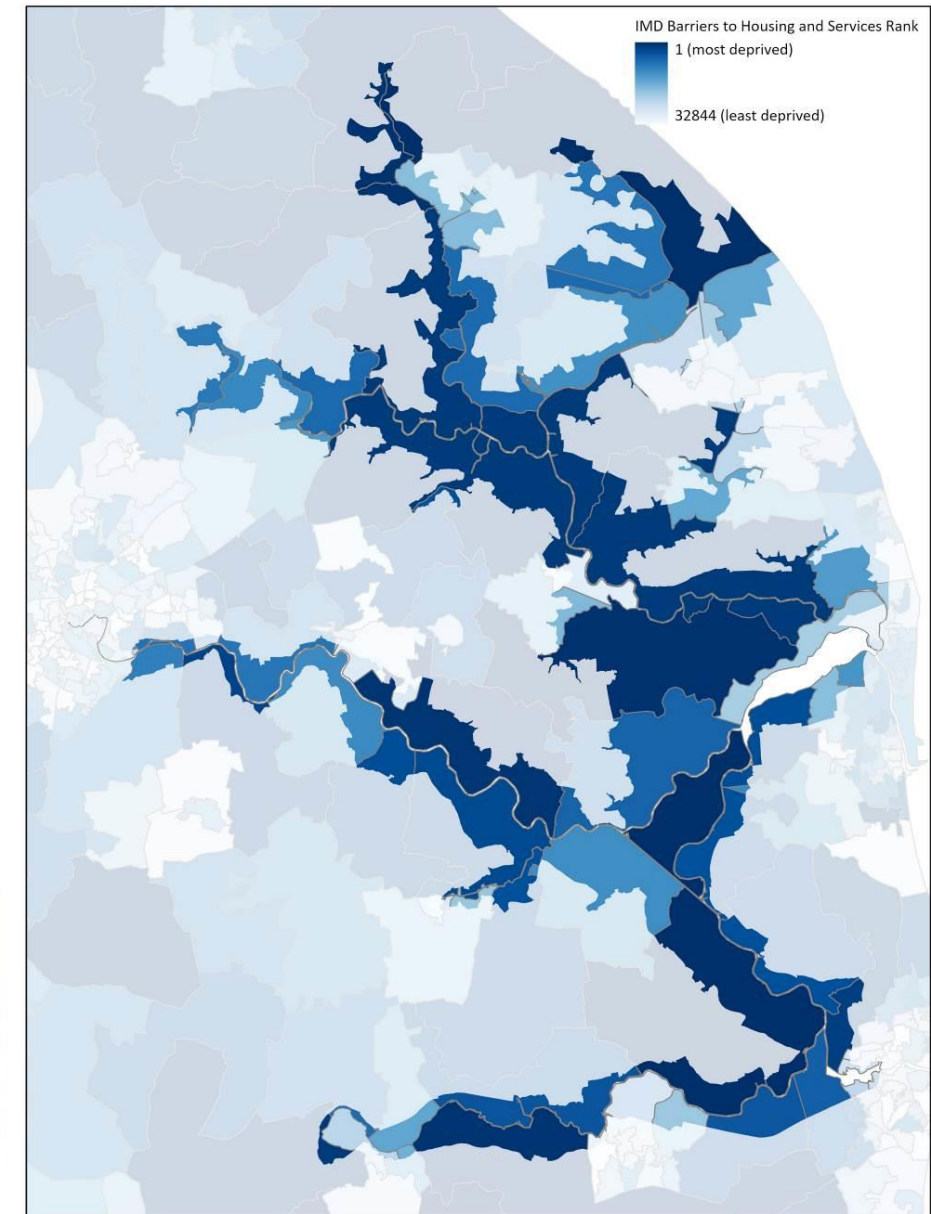 IMD Barriers to Housing and Services Rank
1 (most deprived)
32844 (least deprived)